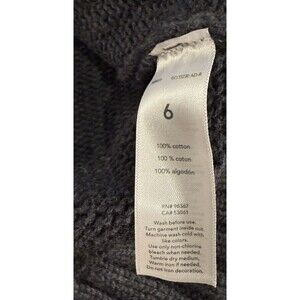 6
100% cotton
100 % coton
100% algodón
RN# 96367
CA# 53061
Wash before use.
Turn garment inside out.
Machine wash cold with
like colors.
Use only non-chlorine
bleach when needed.
Tumble dry medium.
Warm iron if needed.
Do not iron decoration.